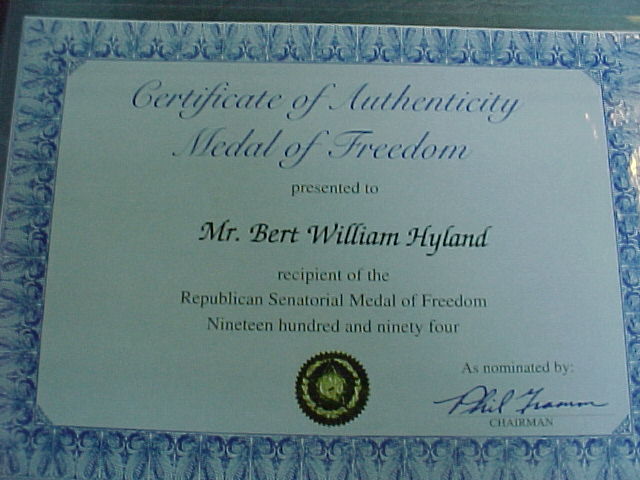 Certificate of Authenticity
Medal of Freedom
presented to
Mr. Bert William Hyland
recipient of the
Republican Senatorial Medal of Freedom
Nineteen hundred and ninety four
As nominated by:
Phil Gramm
CHAIRMAN